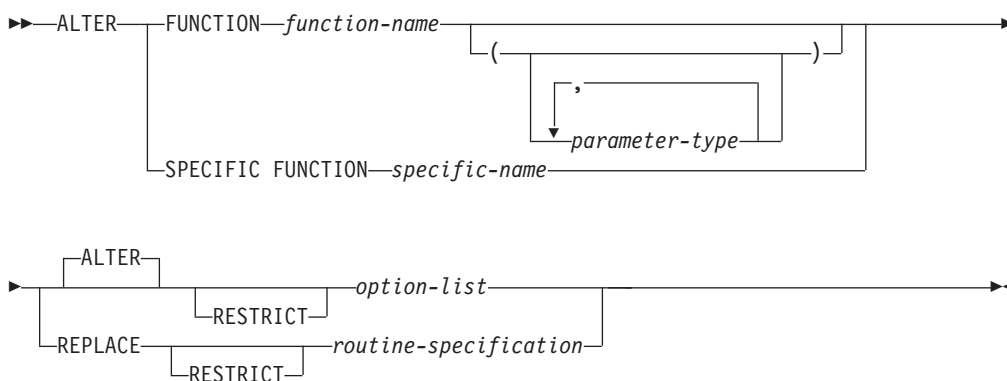 ALTER FUNCTION function-name
( )
,
parameter-type
SPECIFIC FUNCTION specific-name
ALTER
option-list
RESTRICT
REPLACE routine-specification
RESTRICT